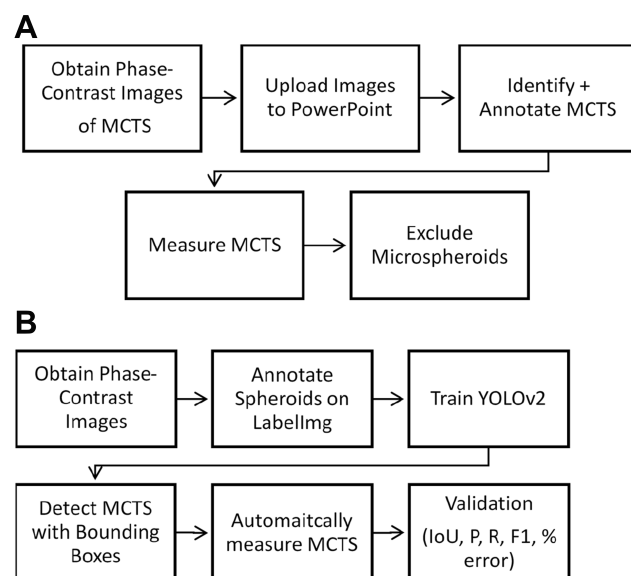 A
Obtain Phase-
Contrast Images
of MCTS
Upload Images
to PowerPoint
Identify +
Annotate MCTS
Measure MCTS
Exclude
Microspheroids
B
Obtain Phase-
Contrast
Images
Annotate
Spheroids on
LabelImg
Train YOLOv2
Detect MCTS
with Bounding
Boxes
Automaitcally
measure MCTS
Validation
(IoU, P, R, F1, %
error)